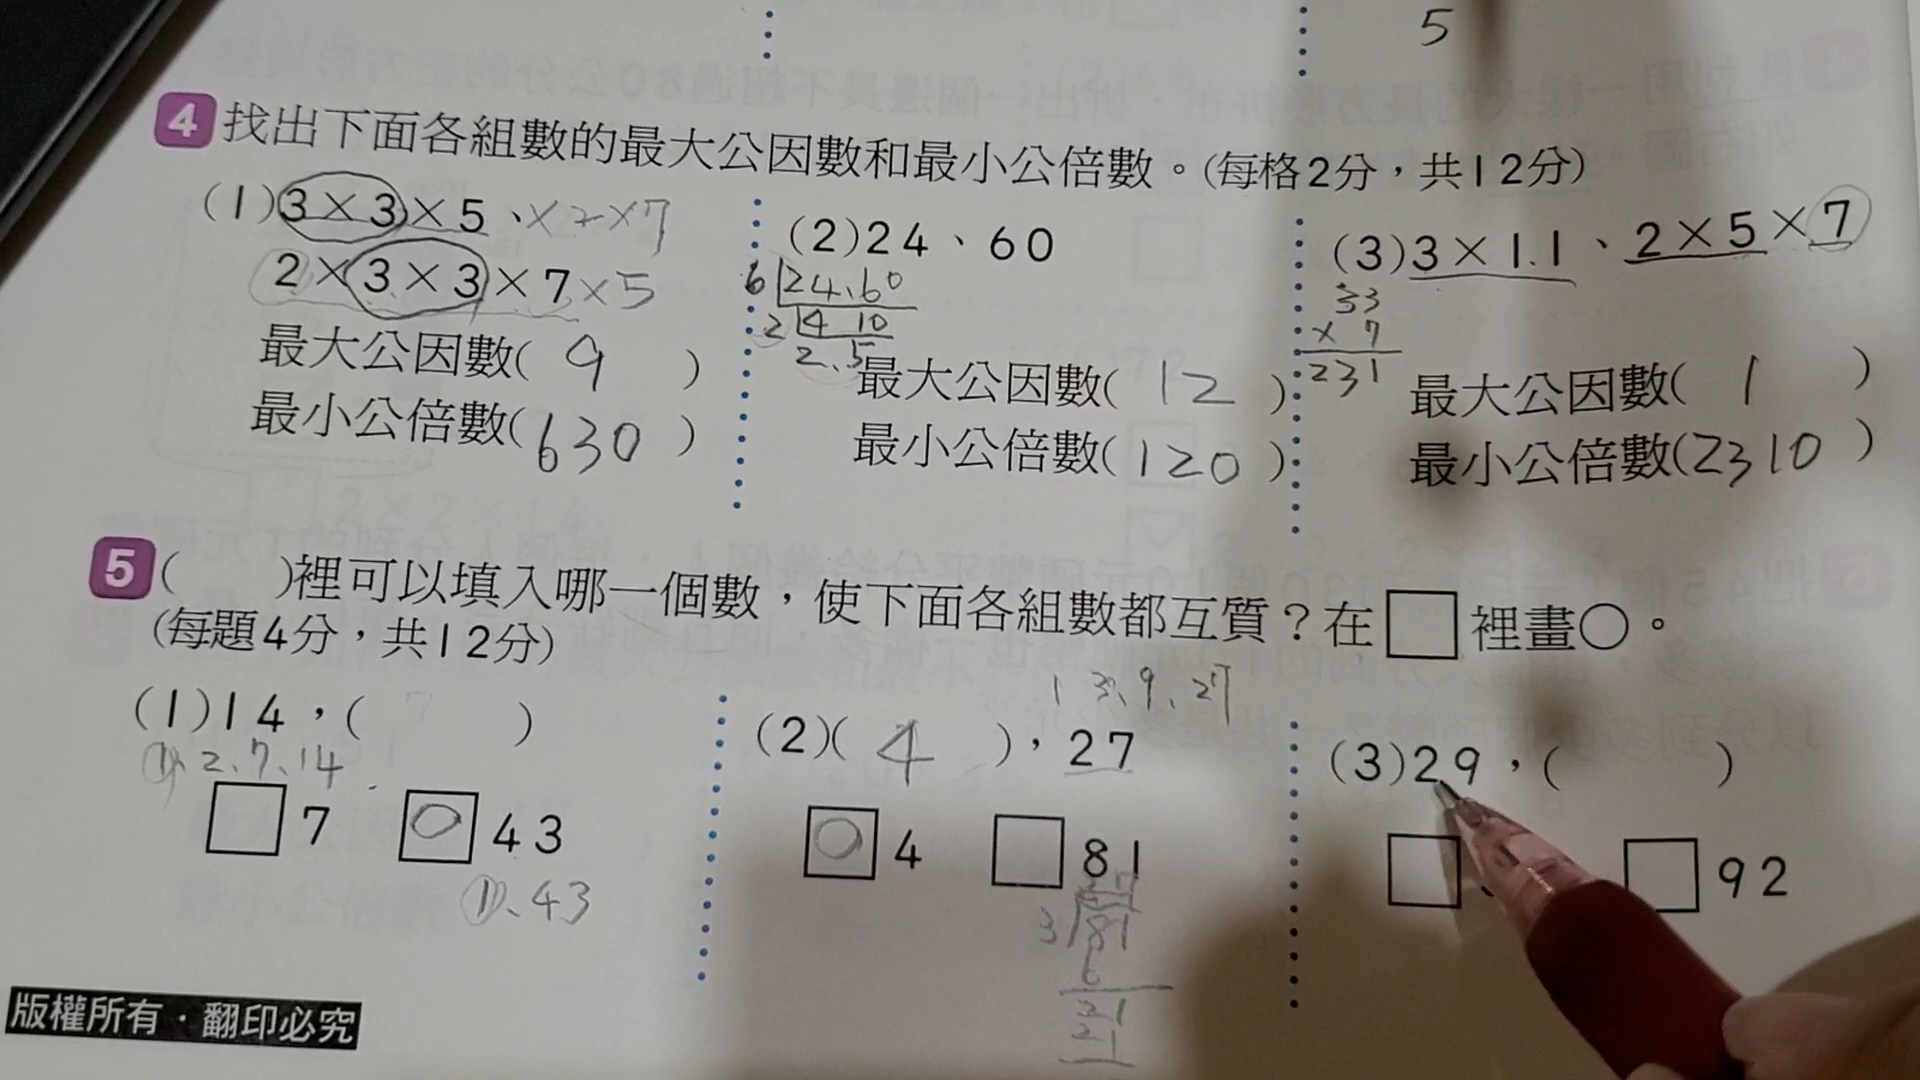 5
4 找出下面各組數的最大公因數和最小公倍數。(每格2分,共12分)
(1)3×3×5、×2×7
2×3×3×7×5
最大公因數( 9 )
最小公倍數(630)
(2)24、60
6 24、60
2 4 10
2、5
最大公因數( 12 )
最小公倍數(120)
(3)3×11、2×5×7
33
× 7
231
最大公因數( 1 )
最小公倍數(2310)
5 ( )裡可以填入哪一個數,使下面各組數都互質?在□裡畫○。
(每題4分,共12分)
(1)14,( )
①、2、7、14
□7 ○43
①、43
1 3、9、27
(2)( 4 ),27
○4 □81
27
3 81
6
21
21
(3)29,( )
□ □92
版權所有・翻印必究